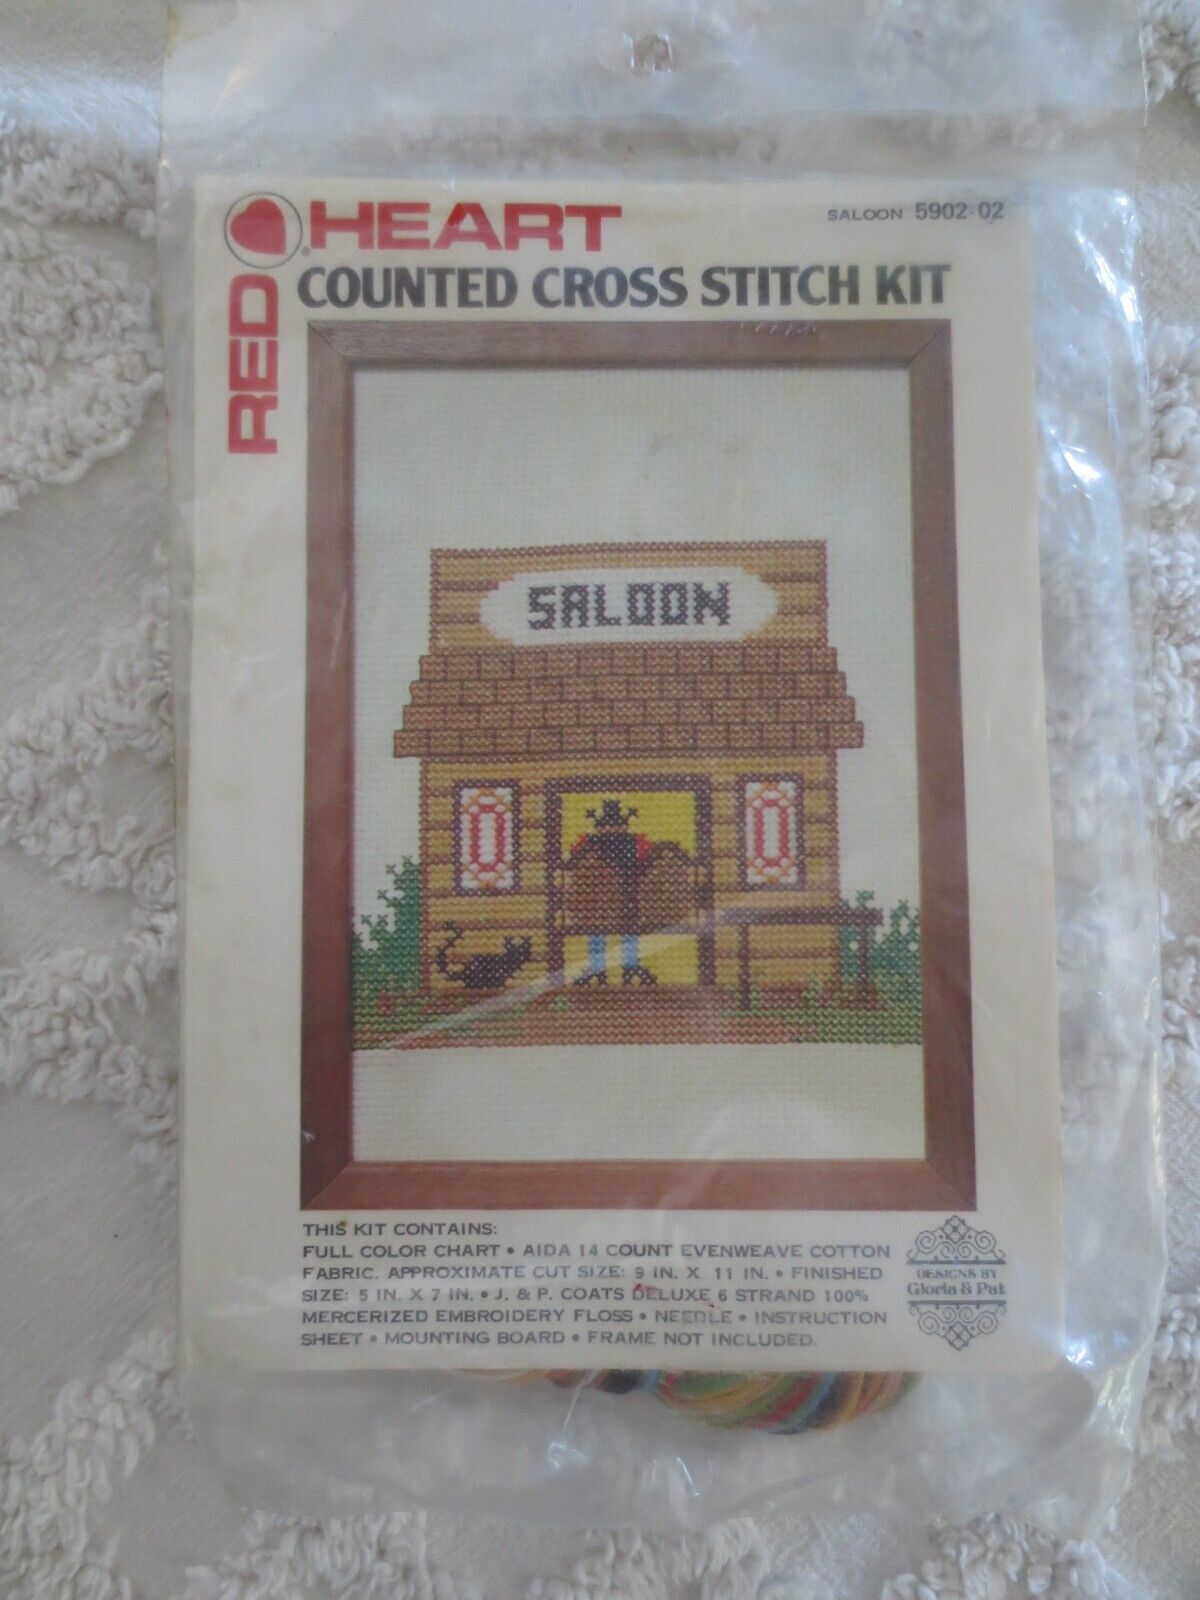 RED HEART®
SALOON 5902-02
COUNTED CROSS STITCH KIT
SALOON
THIS KIT CONTAINS:
FULL COLOR CHART • AIDA 14 COUNT EVENWEAVE COTTON
FABRIC. APPROXIMATE CUT SIZE: 9 IN. X 11 IN. • FINISHED
SIZE: 5 IN. X 7 IN. • J. & P. COATS DELUXE 6 STRAND 100%
MERCERIZED EMBROIDERY FLOSS • NEEDLE • INSTRUCTION
SHEET • MOUNTING BOARD • FRAME NOT INCLUDED.
DESIGNS BY
Gloria & Pat